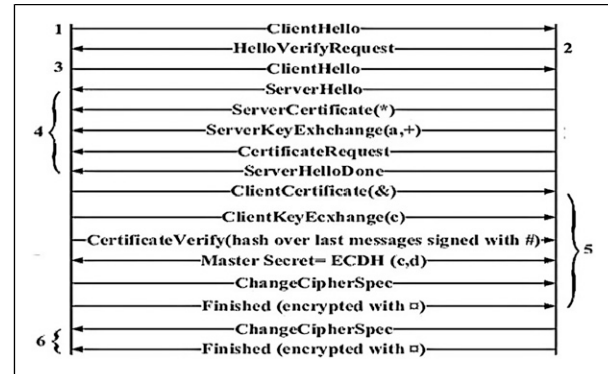 1 ClientHello
HelloVerifyRequest 2
3 ClientHello
ServerHello
ServerCertificate(*)
4 ServerKeyExhchange(a,+)
CertificateRequest
ServerHelloDone
ClientCertificate(&)
ClientKeyEcxhange(c)
CertificateVerify(hash over last messages signed with #) 5
Master Secret= ECDH (c,d)
ChangeCipherSpec
Finished (encrypted with ¤)
ChangeCipherSpec
6 Finished (encrypted with ¤)